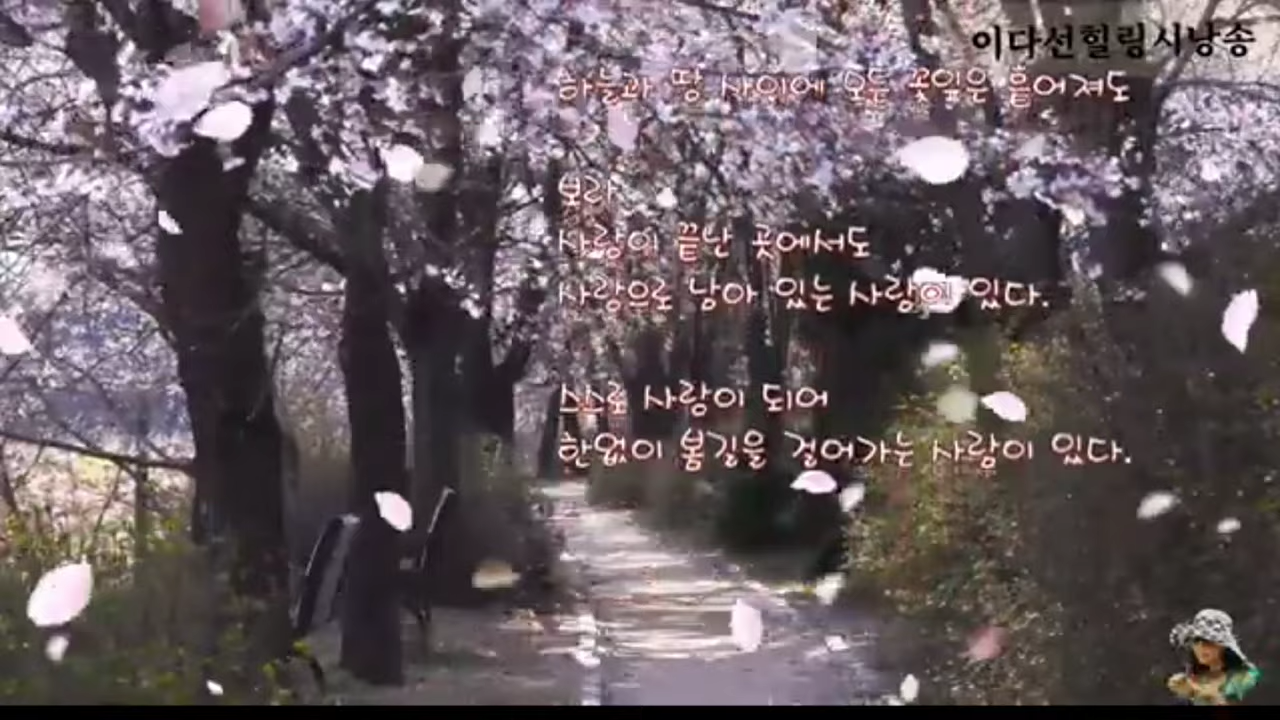 이다선힐링시낭송
하늘과 땅 사이에 모든 꽃잎은 흩어져도
보라
사랑이 끝난 곳에서도
사랑으로 남아 있는 사람이 있다.
스스로 사랑이 되어
한없이 봄길을 걸어가는 사람이 있다.